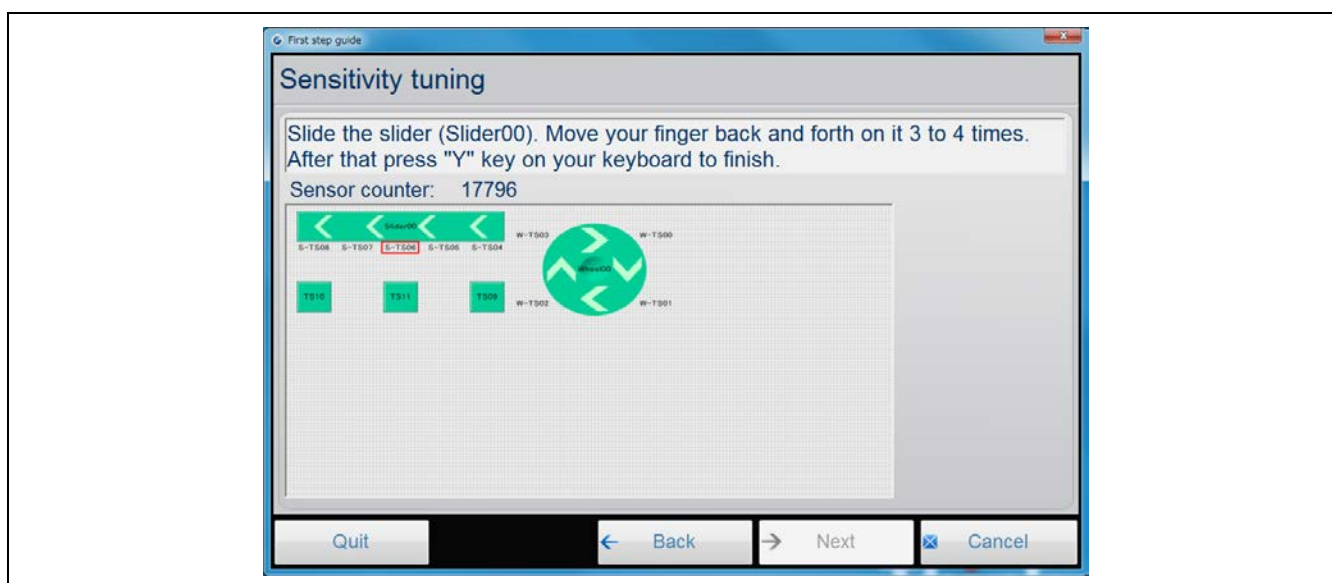 First step guide
Sensitivity tuning
Slide the slider (Slider00). Move your finger back and forth on it 3 to 4 times.
After that press "Y" key on your keyboard to finish.
Sensor counter: 17796
Slider00
W-TS03 W-TS00
S-TS08 S-TS07 S-TS06 S-TS05 S-TS04
Wheel00
TS10 TS11 TS09
W-TS02 W-TS01
Quit Back Next Cancel